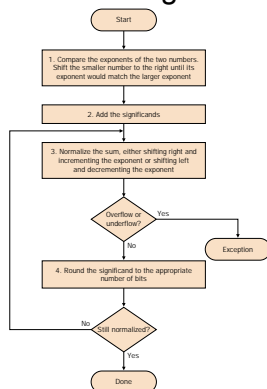 Start
1. Compare the exponents of the two numbers.
Shift the smaller number to the right until its
exponent would match the larger exponent
2. Add the significands
3. Normalize the sum, either shifting right and
incrementing the exponent or shifting left
and decrementing the exponent
Overflow or
underflow?
Yes
No
Exception
4. Round the significand to the appropriate
number of bits
No
Still normalized?
Yes
Done